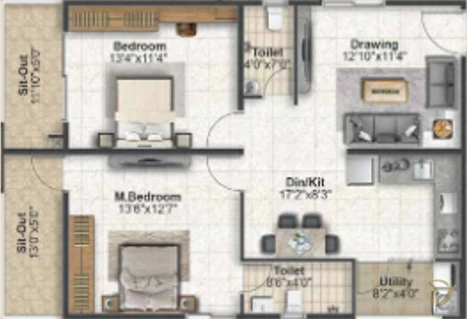 Bedroom
13'4"x11'4"
Toilet
4'0"x7'0"
Drawing
12'10"x11'4"
Sit-Out
11'10"x5'0"
M.Bedroom
13'6"x12'7"
Din/Kit
17'2"x8'3"
Sit-Out
13'0"x5'0"
Toilet
8'6"x4'0"
Utility
8'2"x4'0"